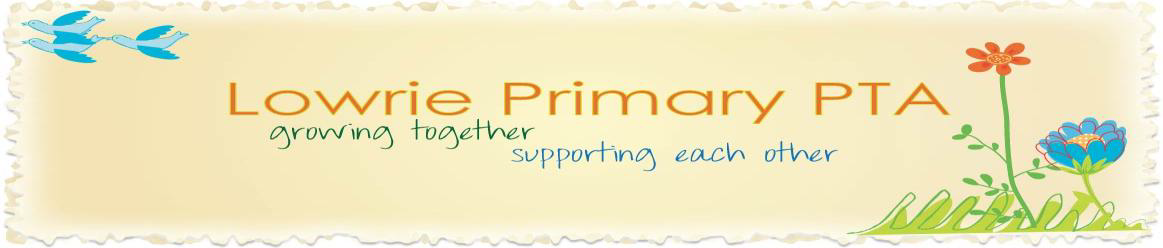 Lowrie Primary PTA
growing together
supporting each other